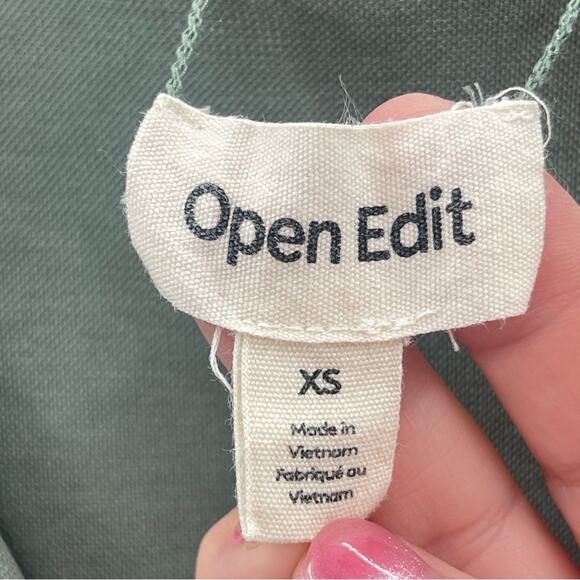 Open Edit
XS
Made in
Vietnam
Fabriqué au
Vietnam